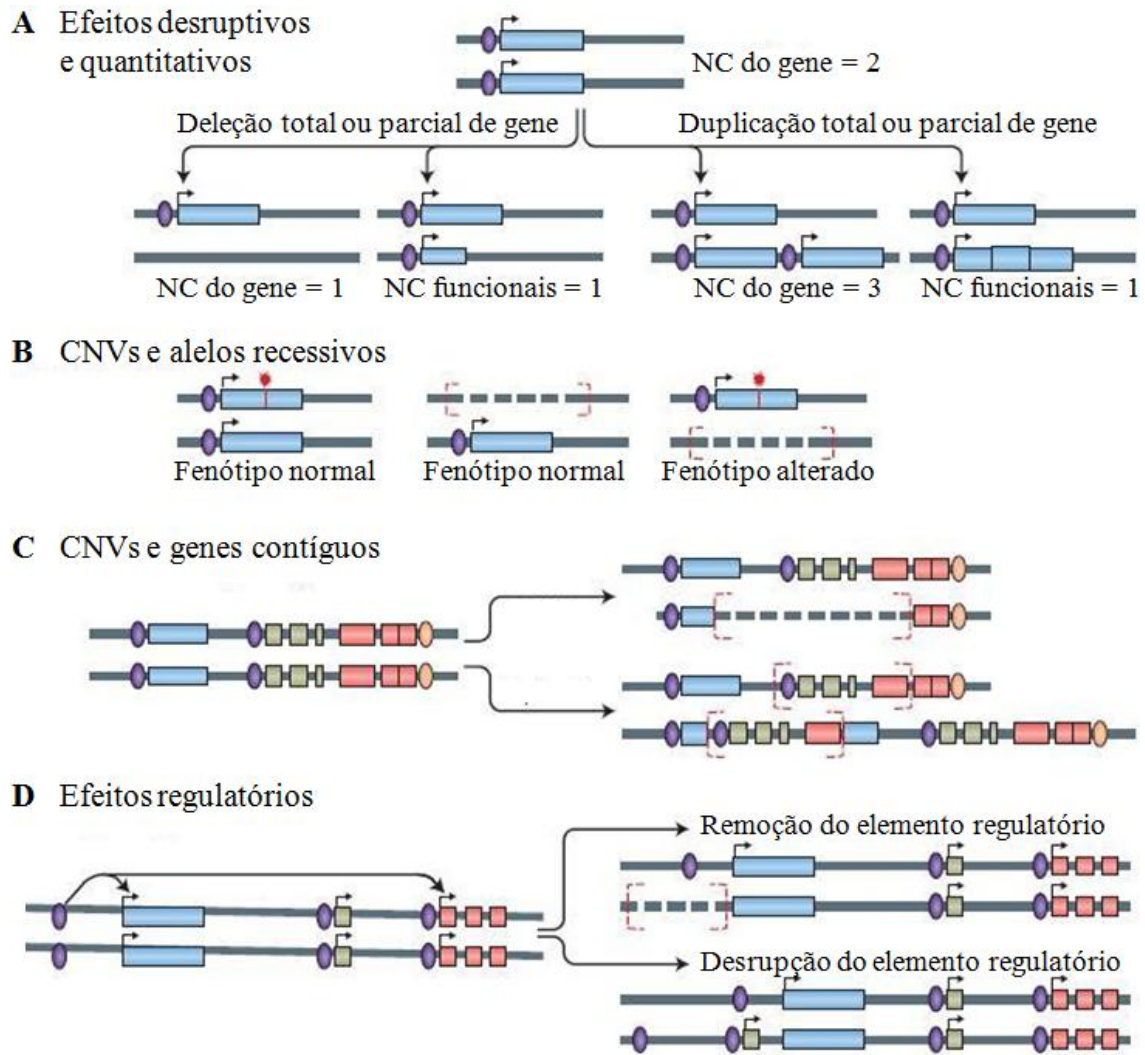 A Efeitos desruptivos
e quantitativos
NC do gene = 2
Deleção total ou parcial de gene
Duplicação total ou parcial de gene
NC do gene = 1
NC funcionais = 1
NC do gene = 3
NC funcionais = 1
B CNVs e alelos recessivos
Fenótipo normal
Fenótipo normal
Fenótipo alterado
C CNVs e genes contíguos
D Efeitos regulatórios
Remoção do elemento regulatório
Desrupção do elemento regulatório